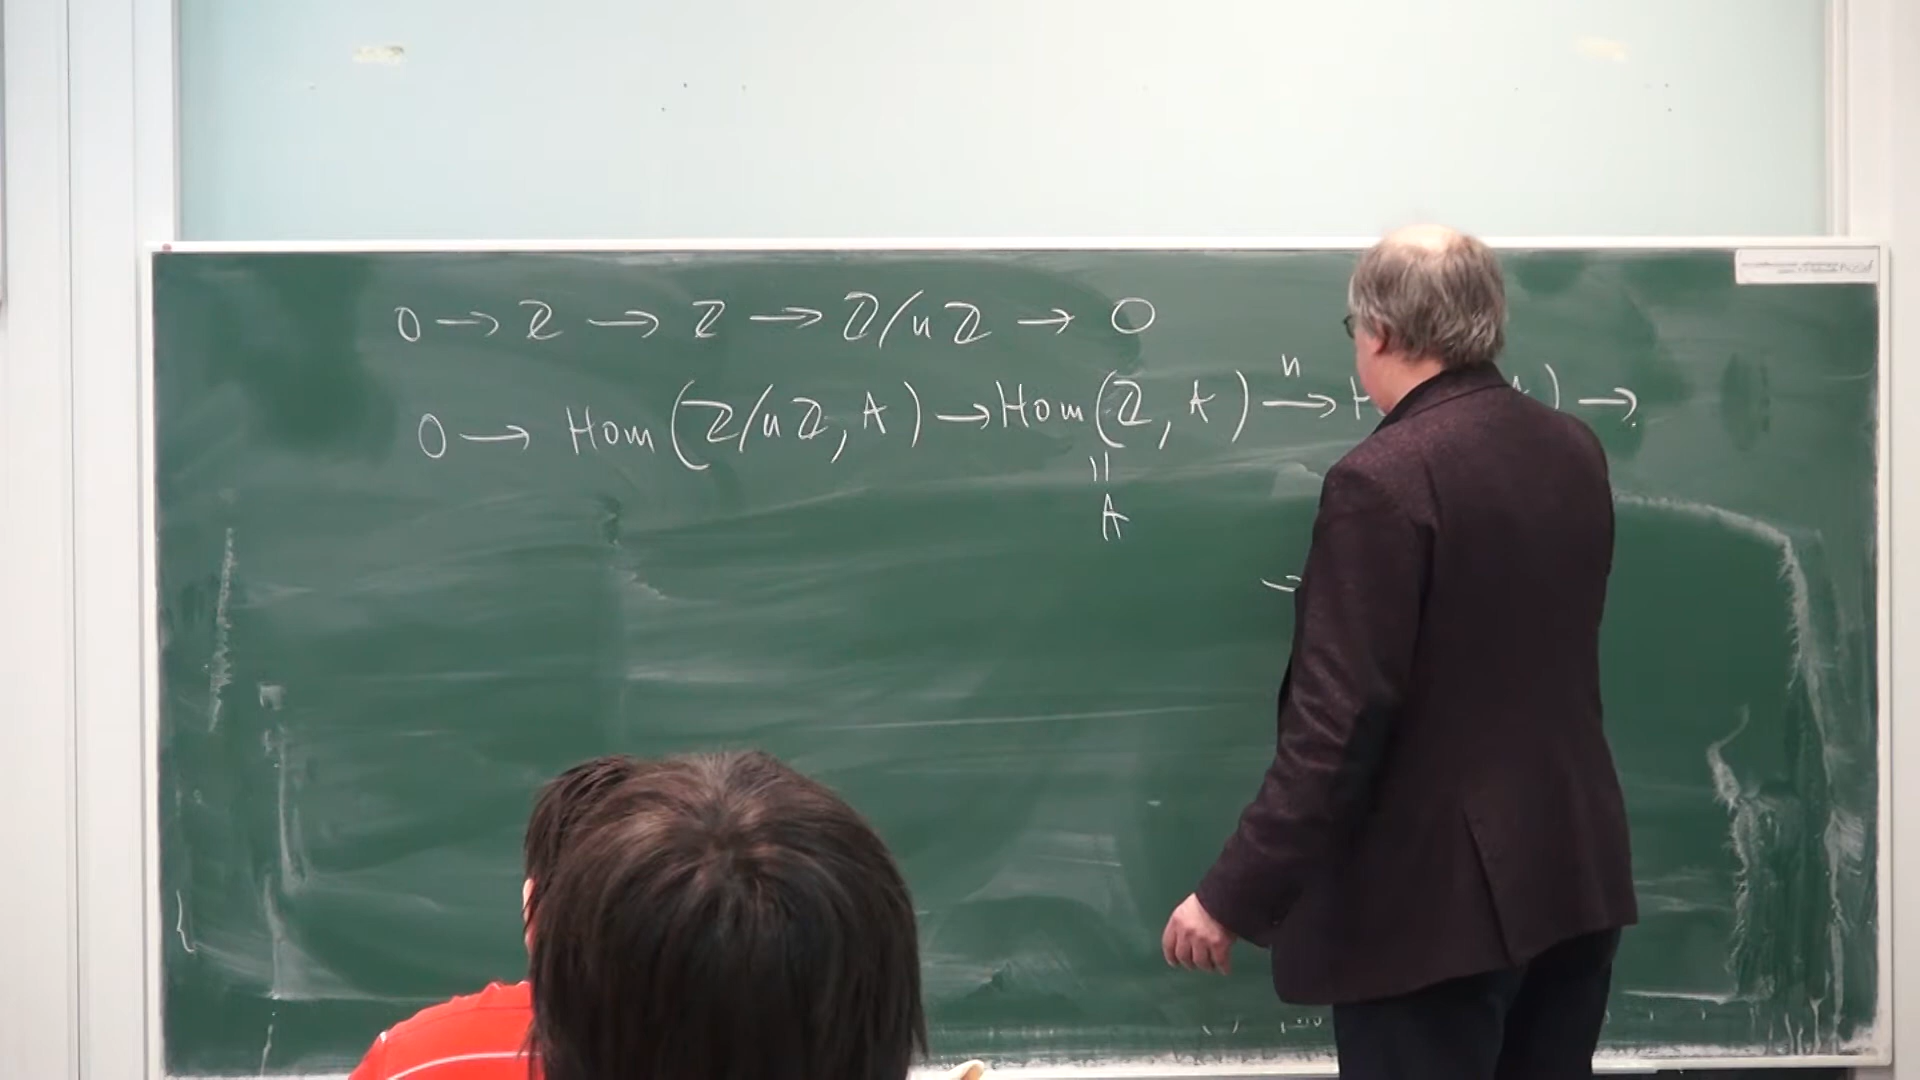 0 → ℤ → ℤ → ℤ/nℤ → 0
0 → Hom(ℤ/nℤ, A) → Hom(ℤ, A) —n→ H A) →
||
A
→